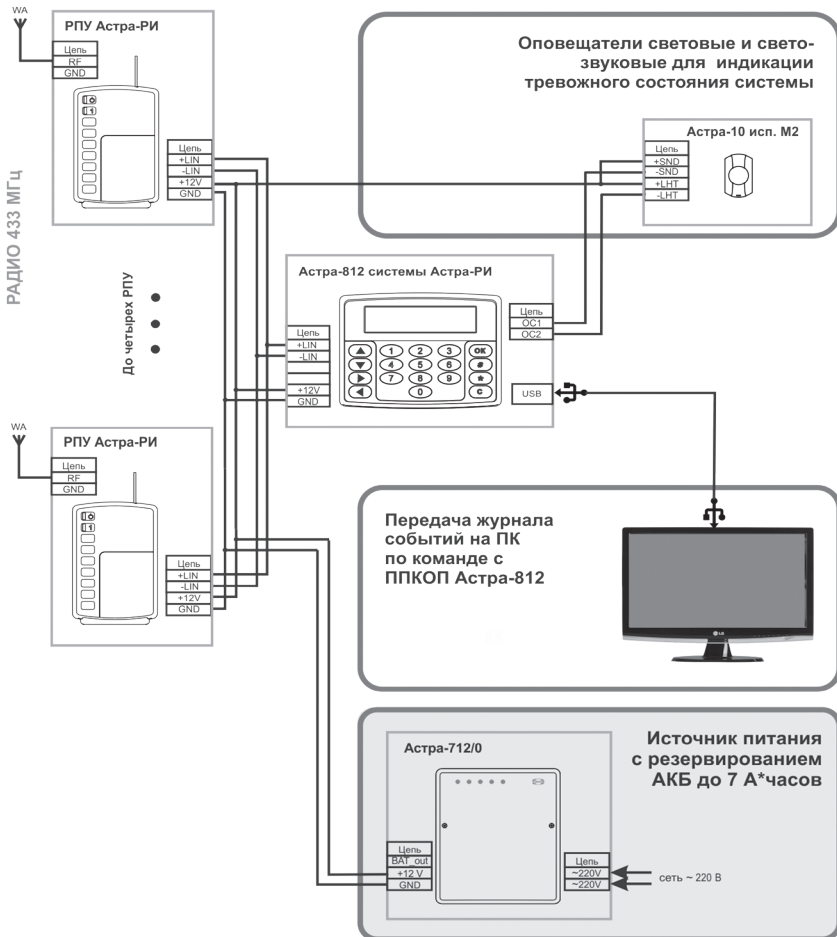 WA
РПУ Астра-РИ
Цепь
RF
GND
Цепь
+LIN
-LIN
+12V
GND
РАДИО 433 МГц
До четырех РПУ
Оповещатели световые и свето-
звуковые для индикации
тревожного состояния системы
Астра-10 исп. М2
Цепь
+SND
-SND
+LHT
-LHT
Астра-812 системы Астра-РИ
Цепь
+LIN
-LIN
+12V
GND
1 2 3 OK
4 5 6 #
7 8 9 *
0 C
Цепь
ОС1
ОС2
USB
WA
РПУ Астра-РИ
Цепь
RF
GND
Цепь
+LIN
-LIN
+12V
GND
Передача журнала
событий на ПК
по команде с
ППКОП Астра-812
LG
Источник питания
с резервированием
АКБ до 7 А*часов
Астра-712/0
Цепь
BAT_out
+12 V
GND
Цепь
~220V
~220V
сеть ~ 220 В